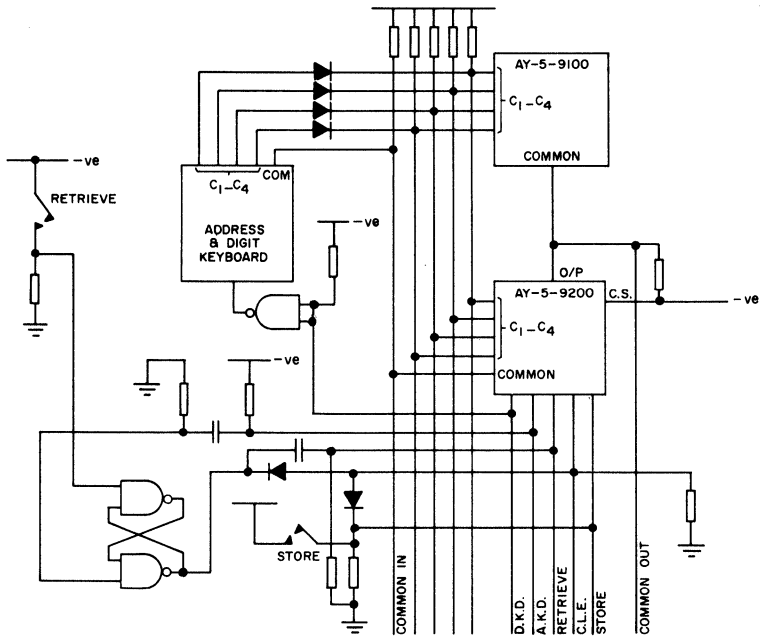 AY-5-9100
C₁–C₄
COMMON
-ve
RETRIEVE
C₁–C₄
COM
ADDRESS
& DIGIT
KEYBOARD
-ve
O/P
AY-5-9200
C.S.
-ve
C₁–C₄
COMMON
-ve
STORE
COMMON IN
D.K.D.
A.K.D.
RETRIEVE
C.L.E.
STORE
COMMON OUT